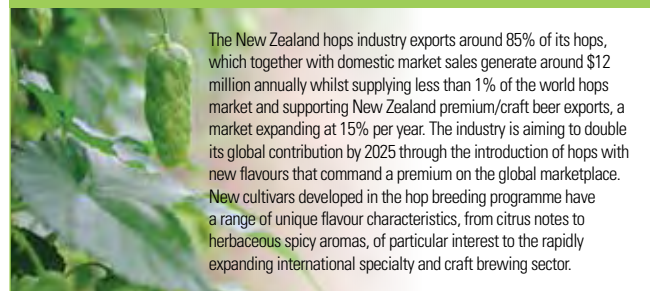 The New Zealand hops industry exports around 85% of its hops,
which together with domestic market sales generate around $12
million annually whilst supplying less than 1% of the world hops
market and supporting New Zealand premium/craft beer exports, a
market expanding at 15% per year. The industry is aiming to double
its global contribution by 2025 through the introduction of hops with
new flavours that command a premium on the global marketplace.
New cultivars developed in the hop breeding programme have
a range of unique flavour characteristics, from citrus notes to
herbaceous spicy aromas, of particular interest to the rapidly
expanding international specialty and craft brewing sector.